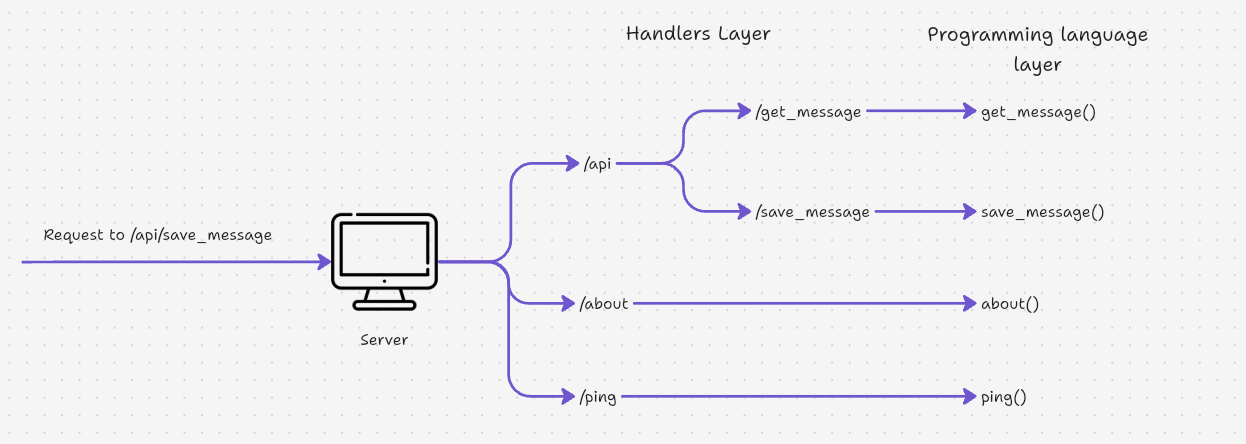 Handlers Layer
Programming language
layer
/get_message
get_message()
/api
/save_message
save_message()
Request to /api/save_message
/about
about()
Server
/ping
ping()